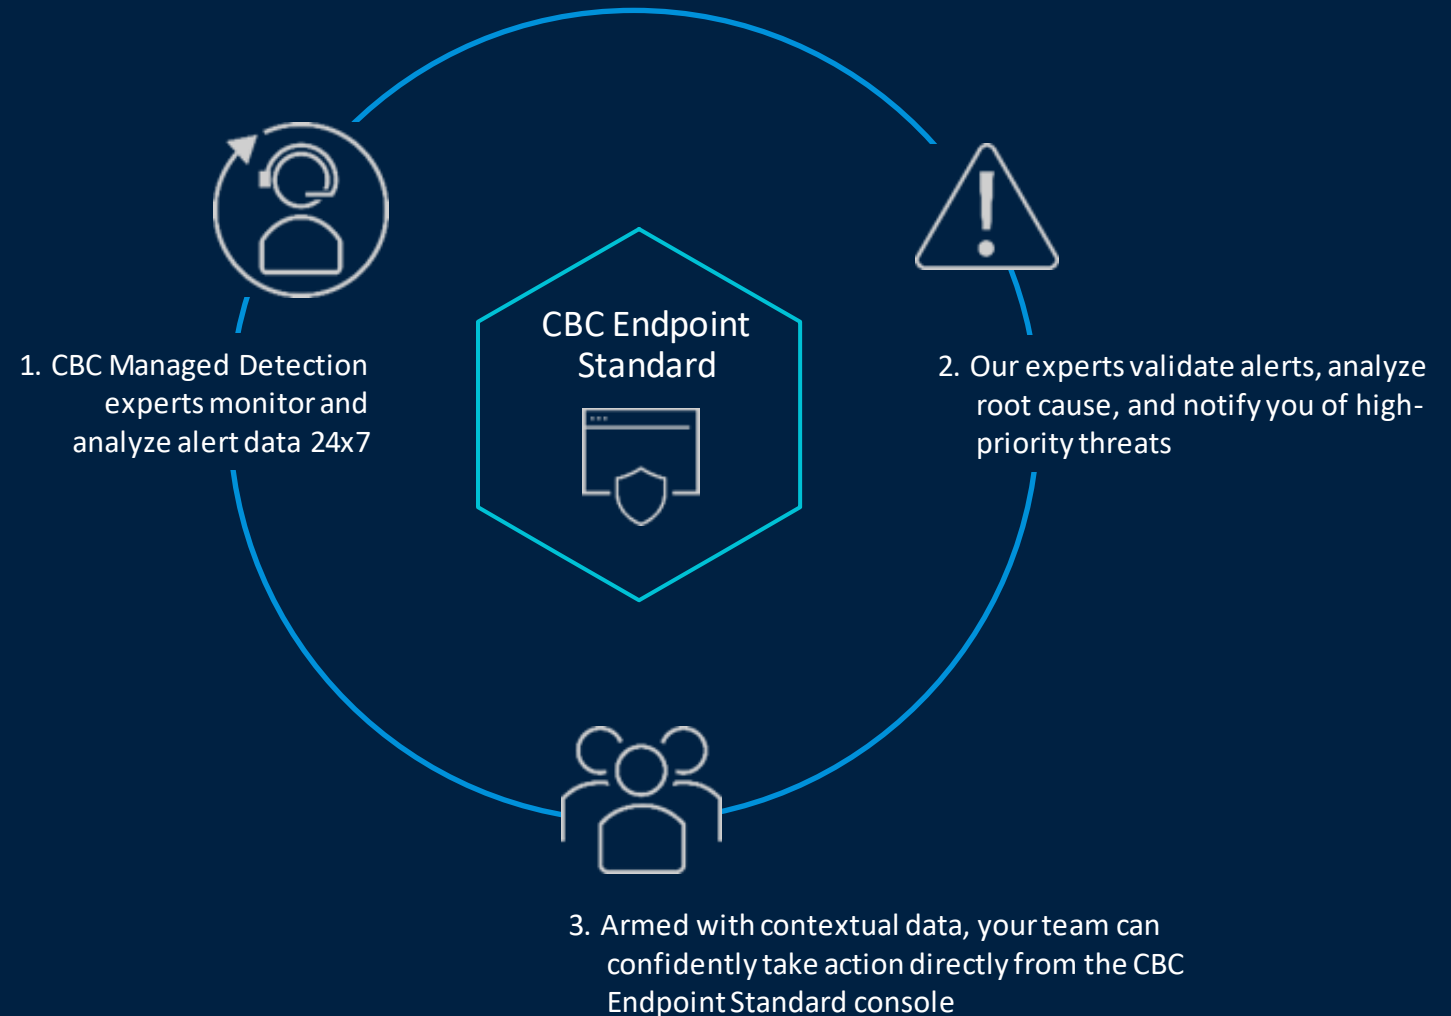 CBC Endpoint
Standard
1. CBC Managed Detection
experts monitor and
analyze alert data 24x7
2. Our experts validate alerts, analyze
root cause, and notify you of high-
priority threats
3. Armed with contextual data, your team can
confidently take action directly from the CBC
Endpoint Standard console